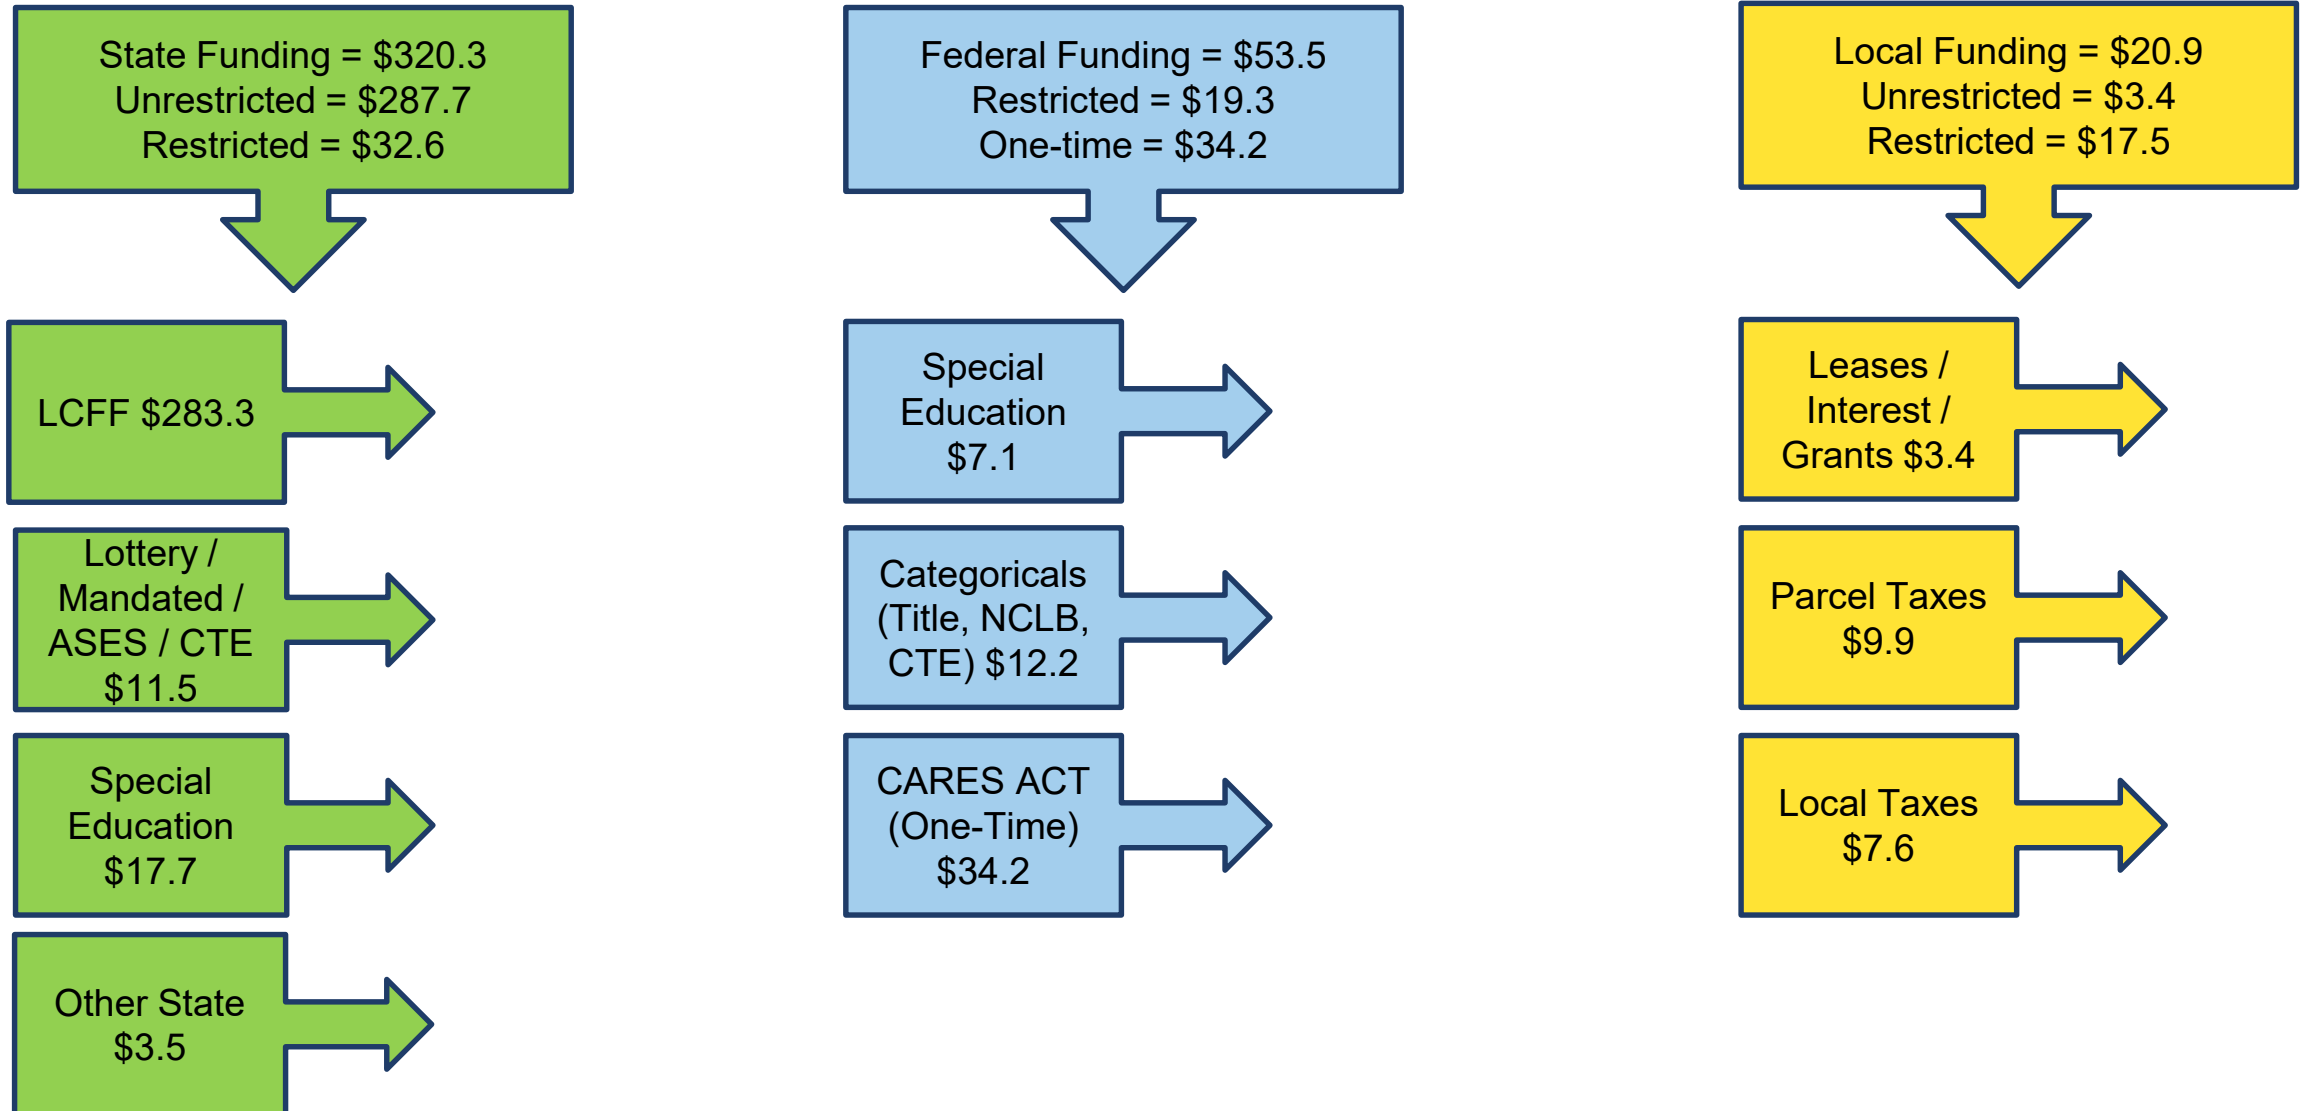 State Funding = $320.3
Unrestricted = $287.7
Restricted = $32.6
Federal Funding = $53.5
Restricted = $19.3
One-time = $34.2
Local Funding = $20.9
Unrestricted = $3.4
Restricted = $17.5
LCFF $283.3
Lottery /
Mandated /
ASES / CTE
$11.5
Special
Education
$17.7
Other State
$3.5
Special
Education
$7.1
Categoricals
(Title, NCLB,
CTE) $12.2
CARES ACT
(One-Time)
$34.2
Leases /
Interest /
Grants $3.4
Parcel Taxes
$9.9
Local Taxes
$7.6